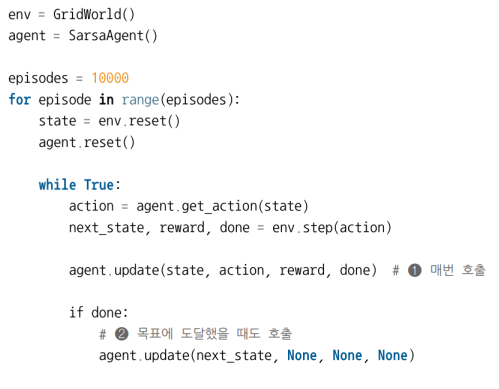 env = GridWorld()
agent = SarsaAgent()

episodes = 10000
for episode in range(episodes):
    state = env.reset()
    agent.reset()

    while True:
        action = agent.get_action(state)
        next_state, reward, done = env.step(action)

        agent.update(state, action, reward, done)  # ❶ 매번 호출

        if done:
            # ❷ 목표에 도달했을 때도 호출
            agent.update(next_state, None, None, None)